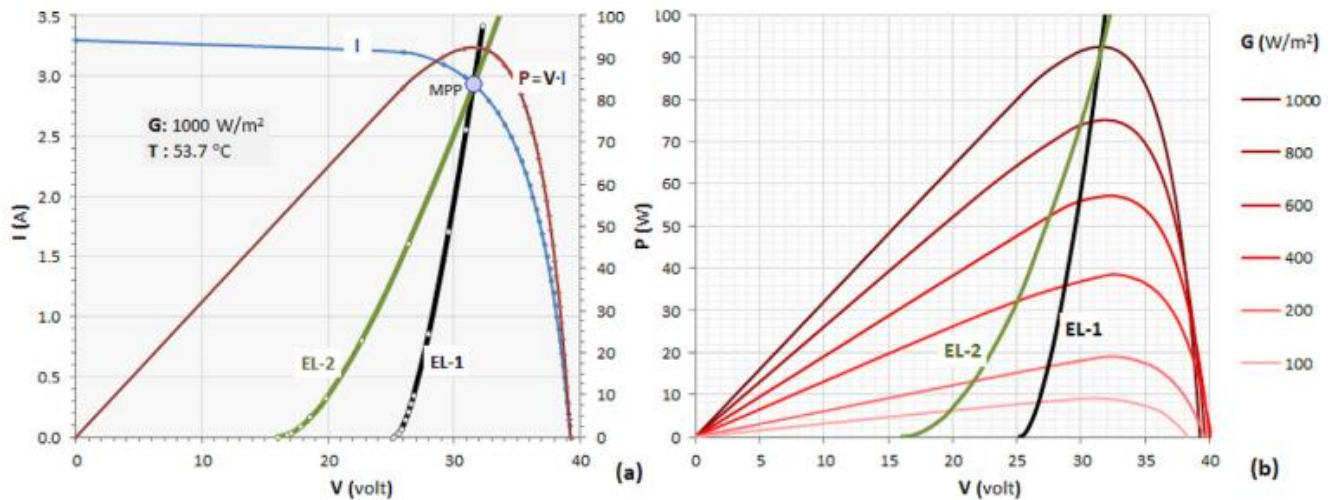 3.5
3.0
2.5
2.0
1.5
1.0
0.5
0.0
I (A)
I
MPP
P=V·I
G: 1000 W/m²
T : 53.7 °C
EL-2
EL-1
100
90
80
70
60
50
40
30
20
10
0
0 10 20 30 40
V (volt)
(a)
100
90
80
70
60
50
40
30
20
10
0
P (W)
EL-2
EL-1
0 5 10 15 20 25 30 35 40
V (volt)
(b)
G (W/m²)
1000
800
600
400
200
100